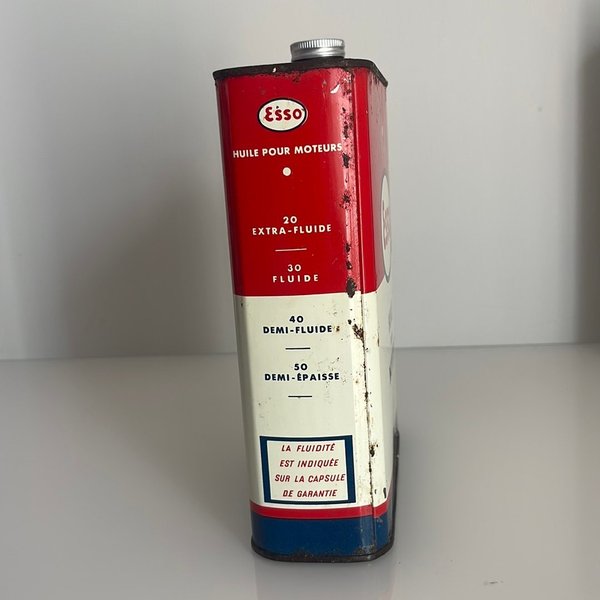 Esso
HUILE POUR MOTEURS
20
EXTRA-FLUIDE
30
FLUIDE
40
DEMI-FLUIDE
50
DEMI-ÉPAISSE
LA FLUIDITÉ
EST INDIQUÉE
SUR LA CAPSULE
DE GARANTIE